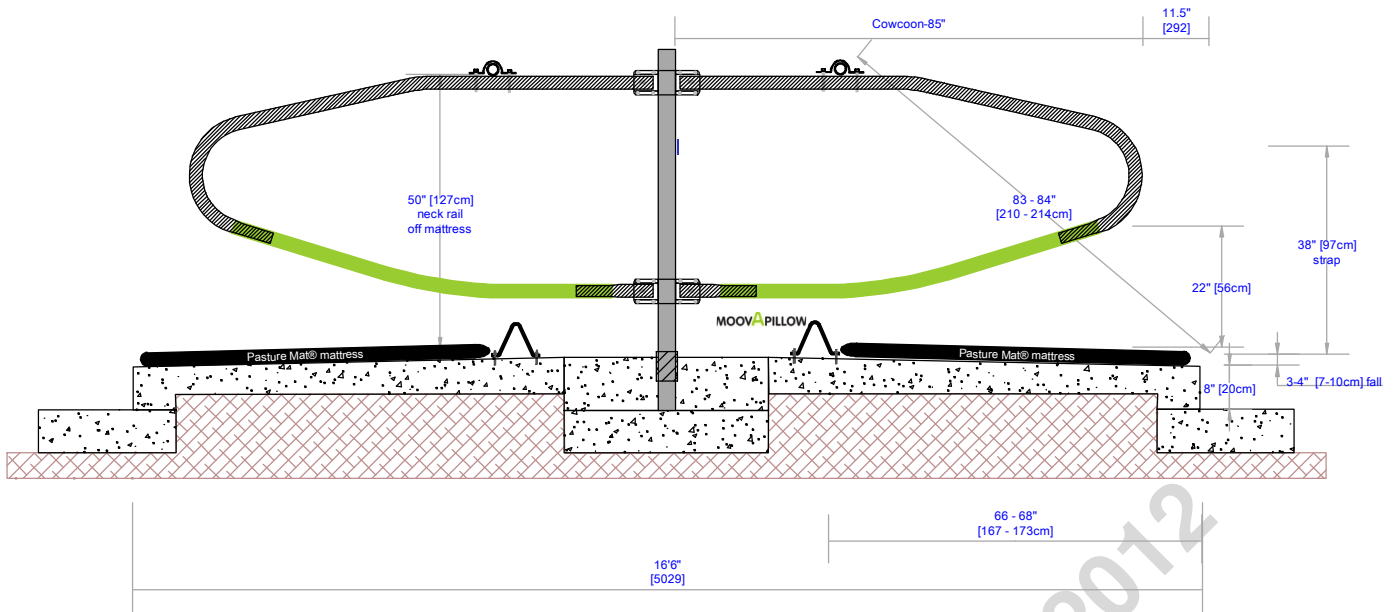 11.5"
[292]
Cowcoon-85"
50" [127cm]
neck rail
off mattress
83 - 84"
[210 - 214cm]
38" [97cm]
strap
22" [56cm]
MOOVAPILLOW
Pasture Mat® mattress
Pasture Mat® mattress
3-4" [7-10cm] fall
8" [20cm]
66 - 68"
[167 - 173cm]
16'6"
[5029]
2012